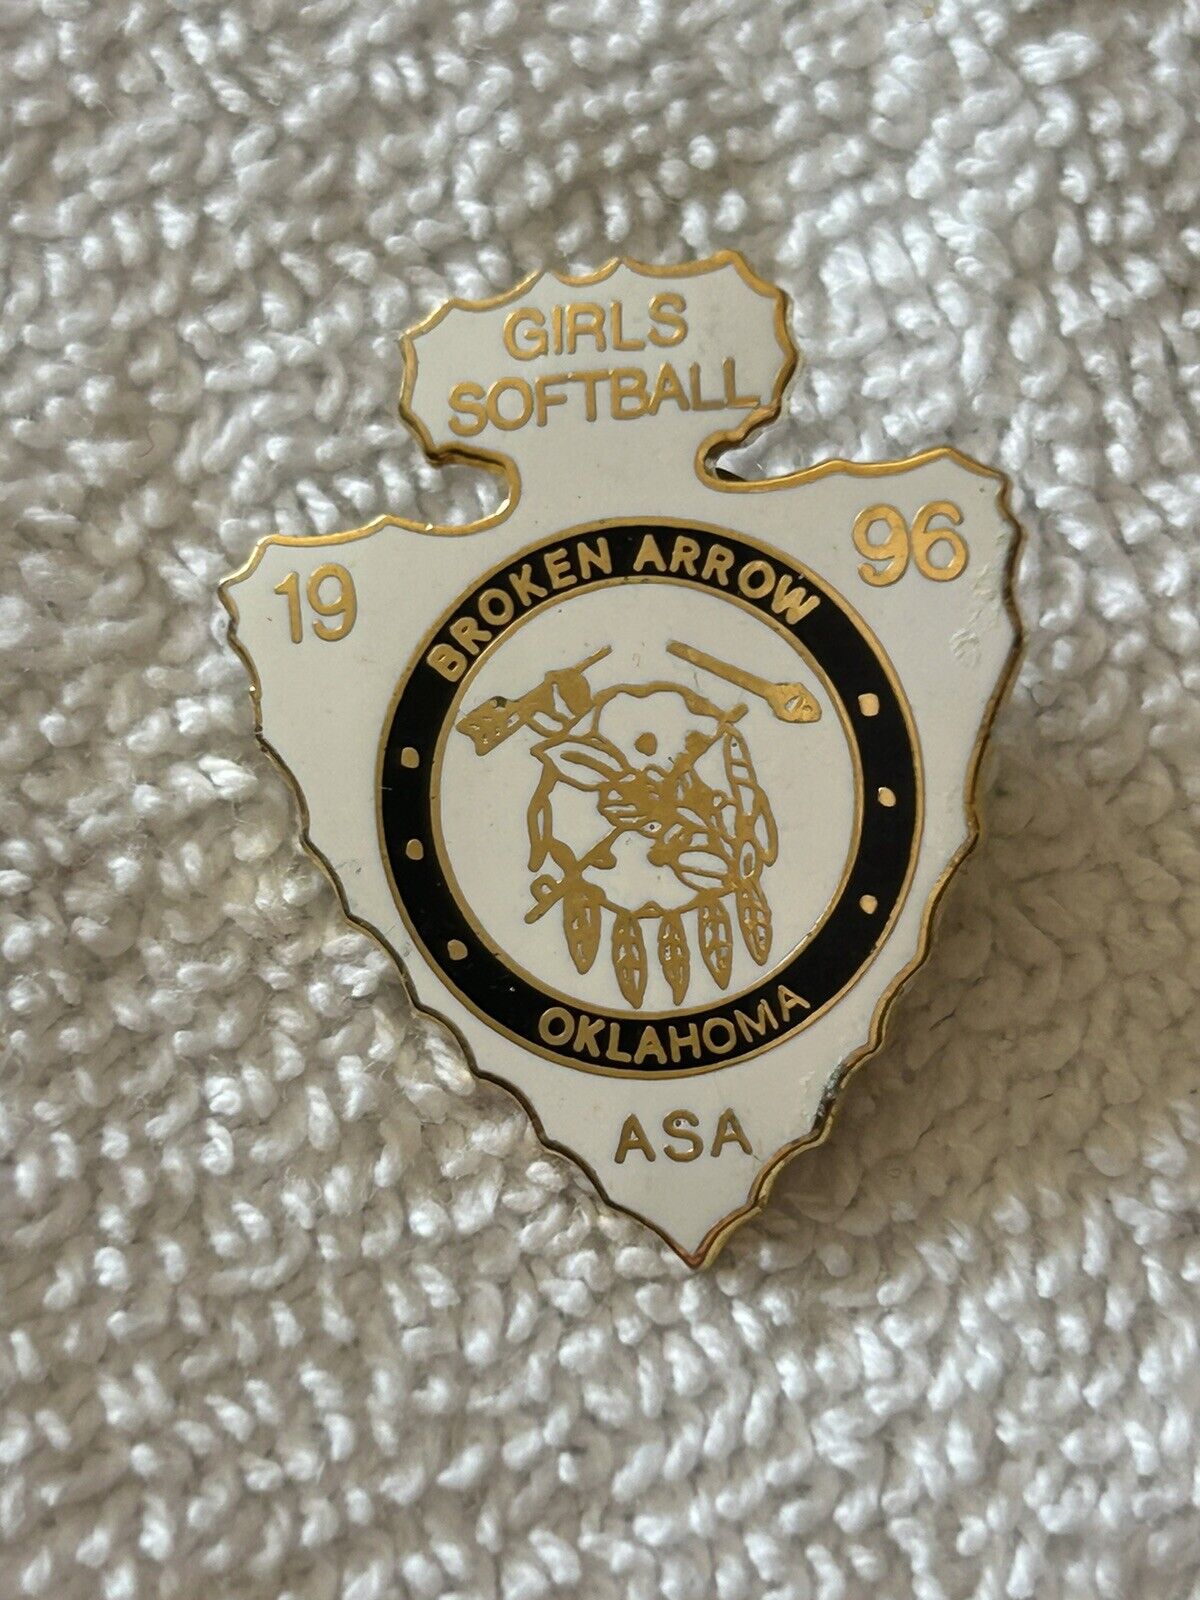 GIRLS
SOFTBALL
19 96
BROKEN ARROW
OKLAHOMA
ASA